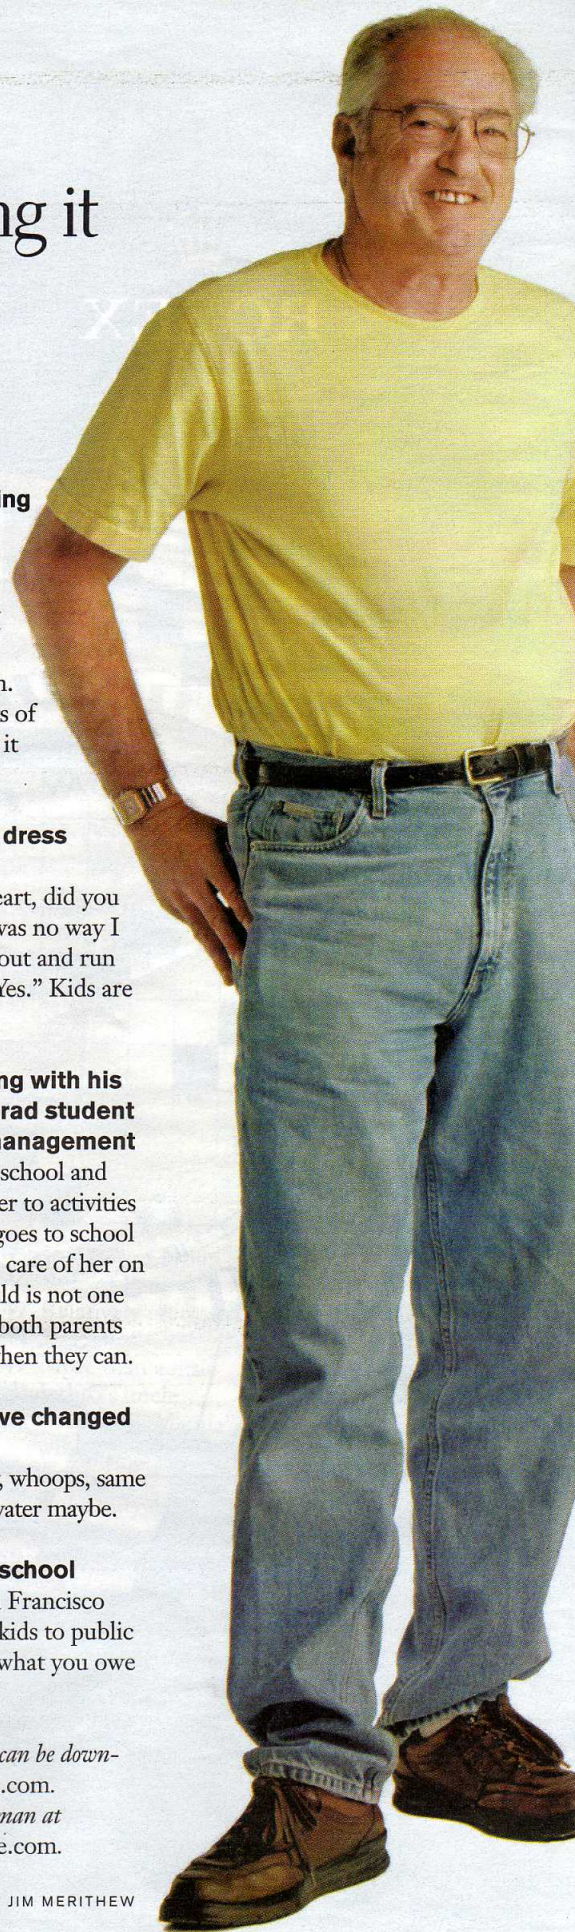 ng it
ing
n.
s of
it
dress
eart, did you
was no way I
out and run
Yes.” Kids are
ng with his
rad student
nanagement
school and
er to activities
goes to school
care of her on
ld is not one
both parents
hen they can.
ve changed
, whoops, same
vater maybe.
school
Francisco
kids to public
what you owe
can be down-
.com.
man at
e.com.
JIM MERITHEW